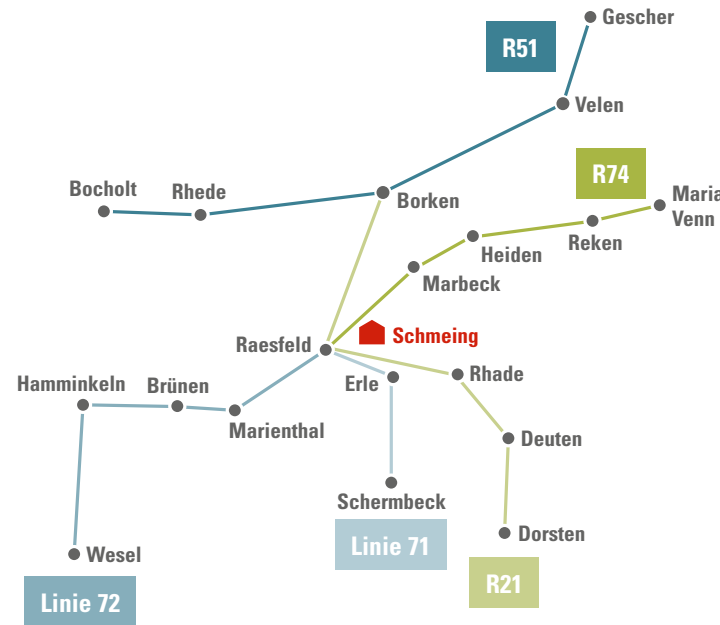 Gescher
R51
Velen
R74
Bocholt
Rhede
Borken
Maria
Venn
Reken
Heiden
Marbeck
Schmeing
Raesfeld
Rhade
Erle
Hamminkeln
Brünen
Marienthal
Deuten
Schermbeck
Dorsten
Linie 71
Wesel
R21
Linie 72